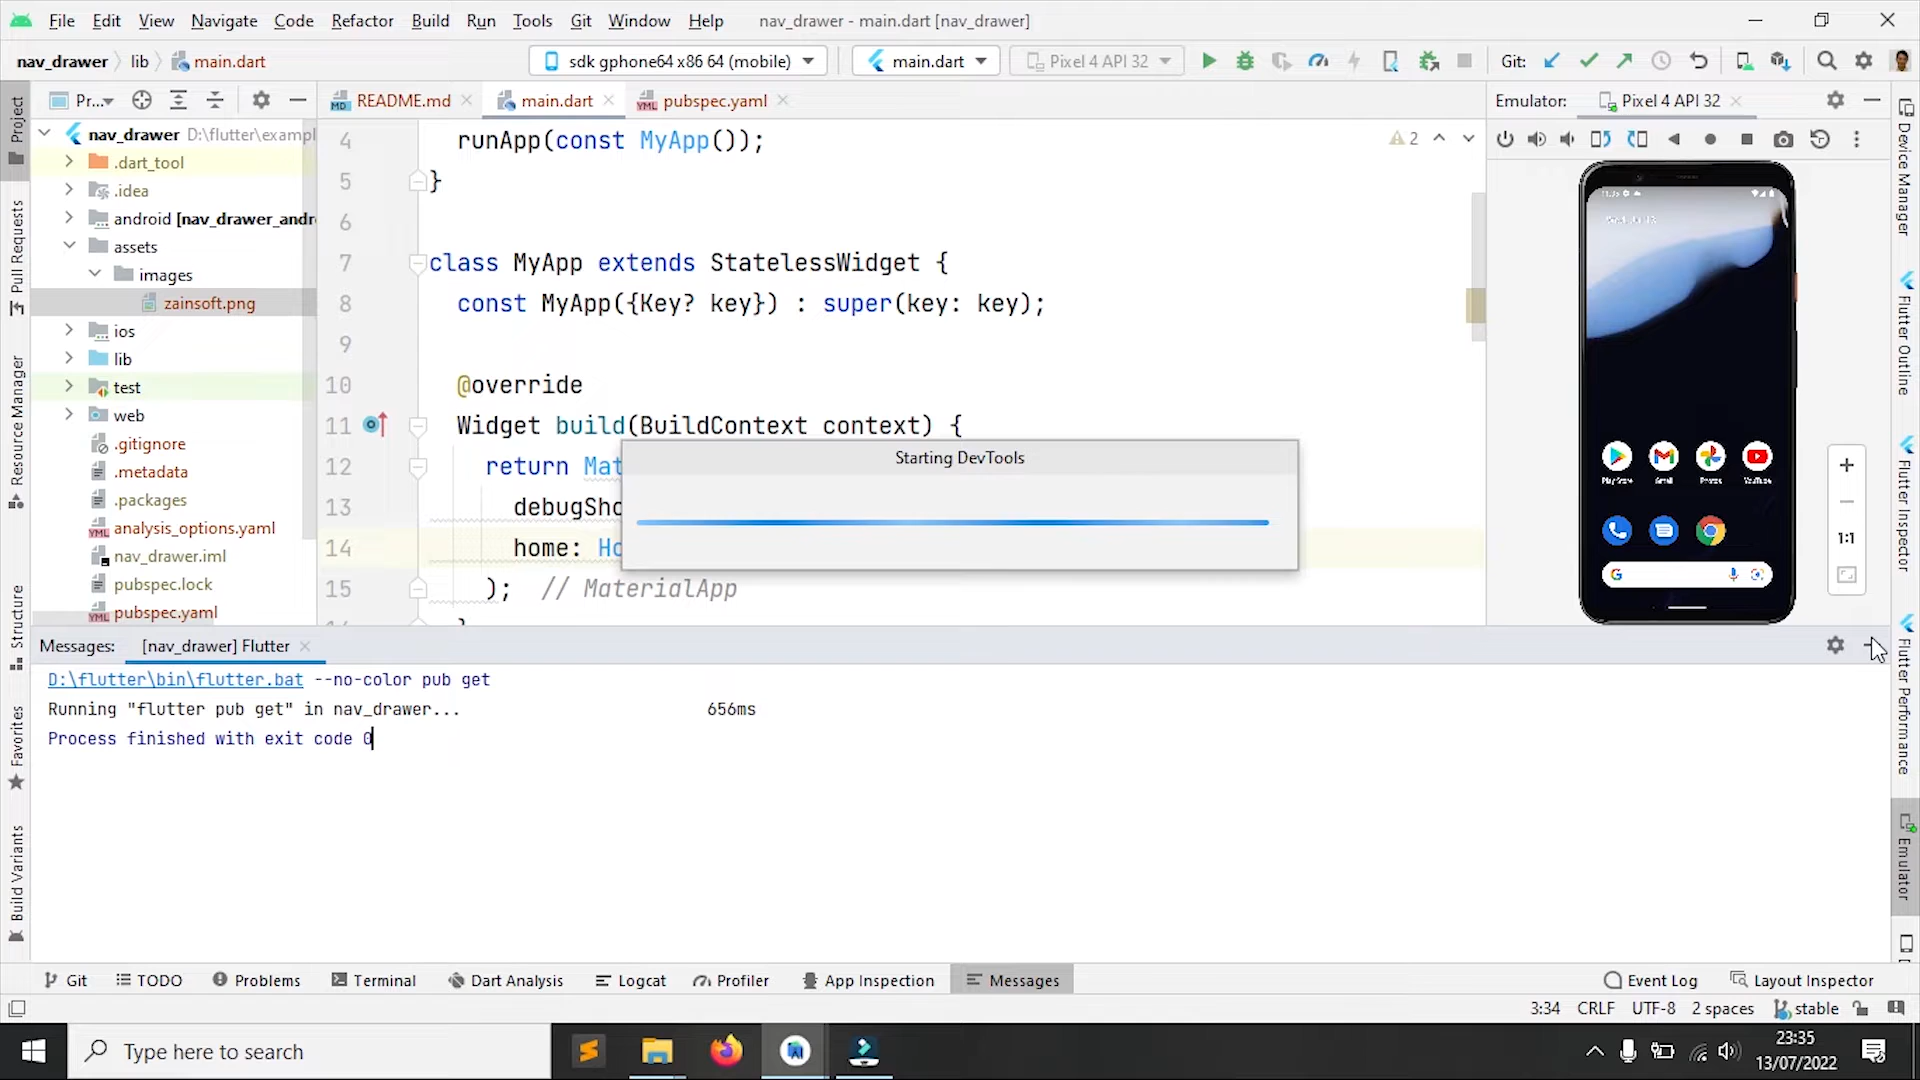 File Edit View Navigate Code Refactor Build Run Tools Git Window Help nav_drawer - main.dart [nav_drawer]
nav_drawer lib main.dart sdk gphone64 x86 64 (mobile) main.dart Pixel 4 API 32 Git:
Pr... README.md main.dart pubspec.yaml Emulator: Pixel 4 API 32
nav_drawer D:\flutter\exampl
.dart_tool
.idea
android [nav_drawer_andr
assets
images
zainsoft.png
ios
lib
test
web
.gitignore
.metadata
.packages
analysis_options.yaml
nav_drawer.iml
pubspec.lock
pubspec.yaml
4 runApp(const MyApp());
5 }
6
7 class MyApp extends StatelessWidget {
8 const MyApp({Key? key}) : super(key: key);
9
10 @override
11 Widget build(BuildContext context) {
12 return Mat
13 debugSho
14 home: Ho
15 ); // MaterialApp
}
2
Starting DevTools
Play Store Gmail Photos YouTube
1:1
Project
Pull Requests
Resource Manager
Structure
Favorites
Build Variants
Device Manager
Flutter Outline
Flutter Inspector
Flutter Performance
Emulator
Messages: [nav_drawer] Flutter
D:\flutter\bin\flutter.bat --no-color pub get
Running "flutter pub get" in nav_drawer... 656ms
Process finished with exit code 0
Git TODO Problems Terminal Dart Analysis Logcat Profiler App Inspection Messages Event Log Layout Inspector
3:34 CRLF UTF-8 2 spaces stable
Type here to search
23:35
13/07/2022